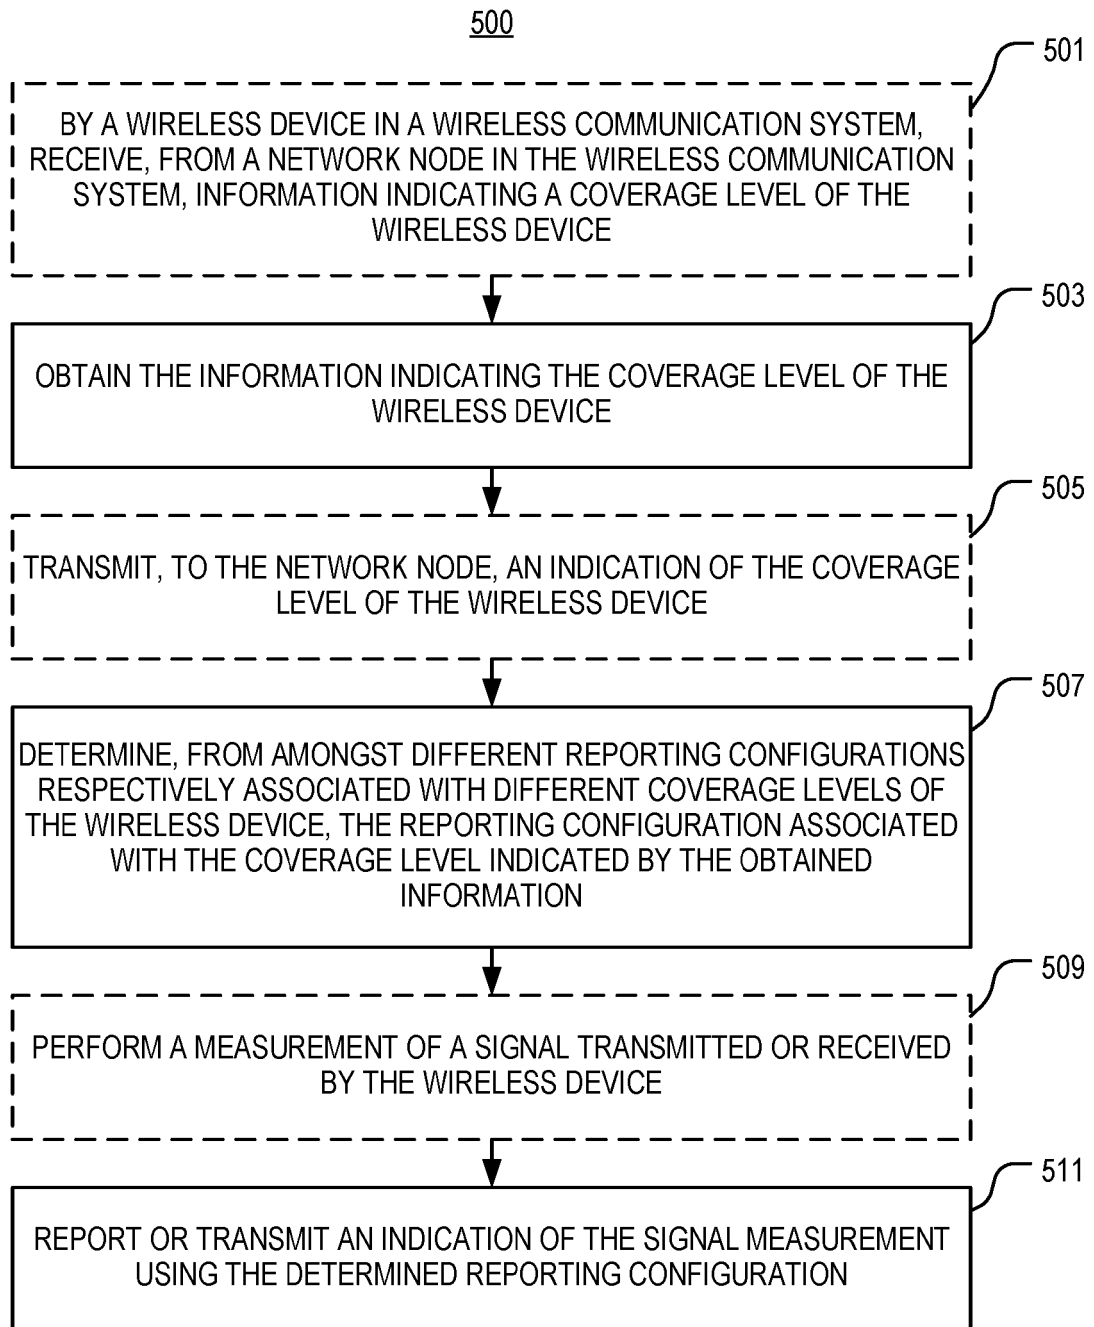 500
501
BY A WIRELESS DEVICE IN A WIRELESS COMMUNICATION SYSTEM,
RECEIVE, FROM A NETWORK NODE IN THE WIRELESS COMMUNICATION
SYSTEM, INFORMATION INDICATING A COVERAGE LEVEL OF THE
WIRELESS DEVICE
503
OBTAIN THE INFORMATION INDICATING THE COVERAGE LEVEL OF THE
WIRELESS DEVICE
505
TRANSMIT, TO THE NETWORK NODE, AN INDICATION OF THE COVERAGE
LEVEL OF THE WIRELESS DEVICE
507
DETERMINE, FROM AMONGST DIFFERENT REPORTING CONFIGURATIONS
RESPECTIVELY ASSOCIATED WITH DIFFERENT COVERAGE LEVELS OF
THE WIRELESS DEVICE, THE REPORTING CONFIGURATION ASSOCIATED
WITH THE COVERAGE LEVEL INDICATED BY THE OBTAINED
INFORMATION
509
PERFORM A MEASUREMENT OF A SIGNAL TRANSMITTED OR RECEIVED
BY THE WIRELESS DEVICE
511
REPORT OR TRANSMIT AN INDICATION OF THE SIGNAL MEASUREMENT
USING THE DETERMINED REPORTING CONFIGURATION